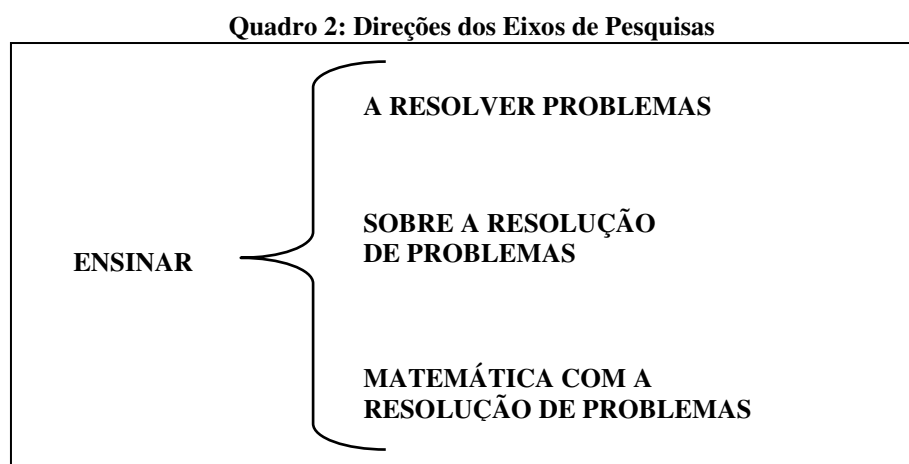 Quadro 2: Direções dos Eixos de Pesquisas
A RESOLVER PROBLEMAS
SOBRE A RESOLUÇÃO
DE PROBLEMAS
ENSINAR
MATEMÁTICA COM A
RESOLUÇÃO DE PROBLEMAS